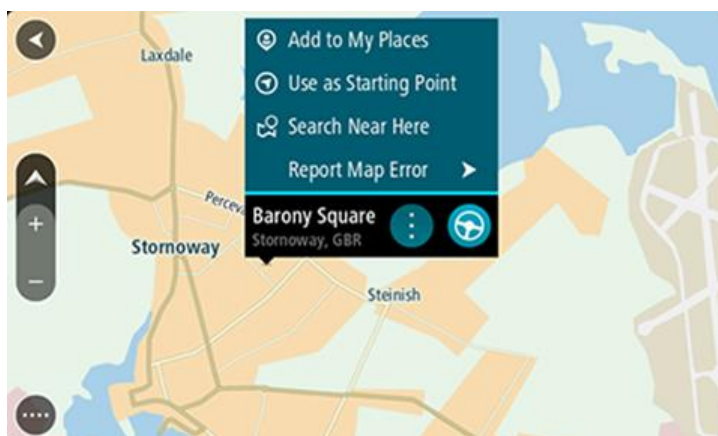 Laxdale
Add to My Places
Use as Starting Point
Search Near Here
Report Map Error
Perceva
Barony Square
Stornoway, GBR
Stornoway
Steinish